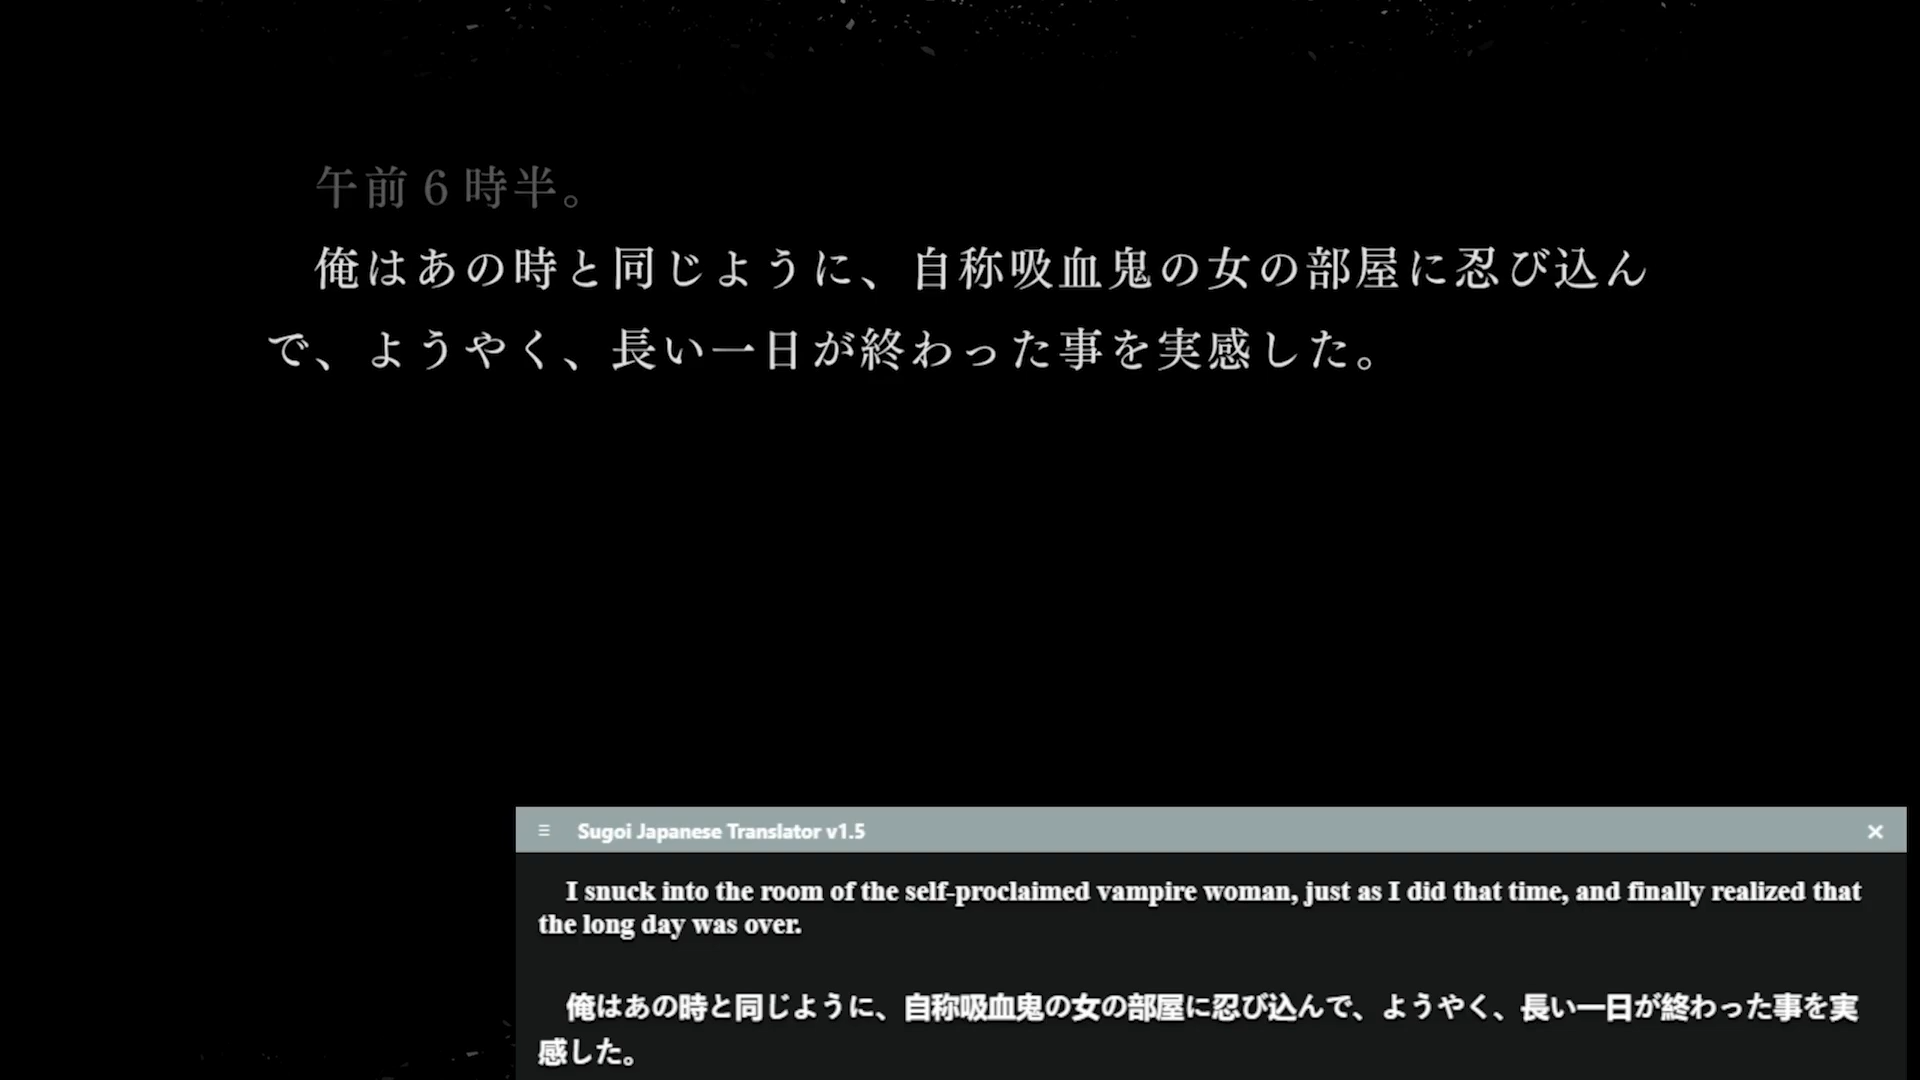 午前6時半。
俺はあの時と同じように、自称吸血鬼の女の部屋に忍び込ん
で、ようやく、長い一日が終わった事を実感した。
☰ Sugoi Japanese Translator v1.5 ✕
I snuck into the room of the self-proclaimed vampire woman, just as I did that time, and finally realized that
the long day was over.
俺はあの時と同じように、自称吸血鬼の女の部屋に忍び込んで、ようやく、長い一日が終わった事を実
感した。